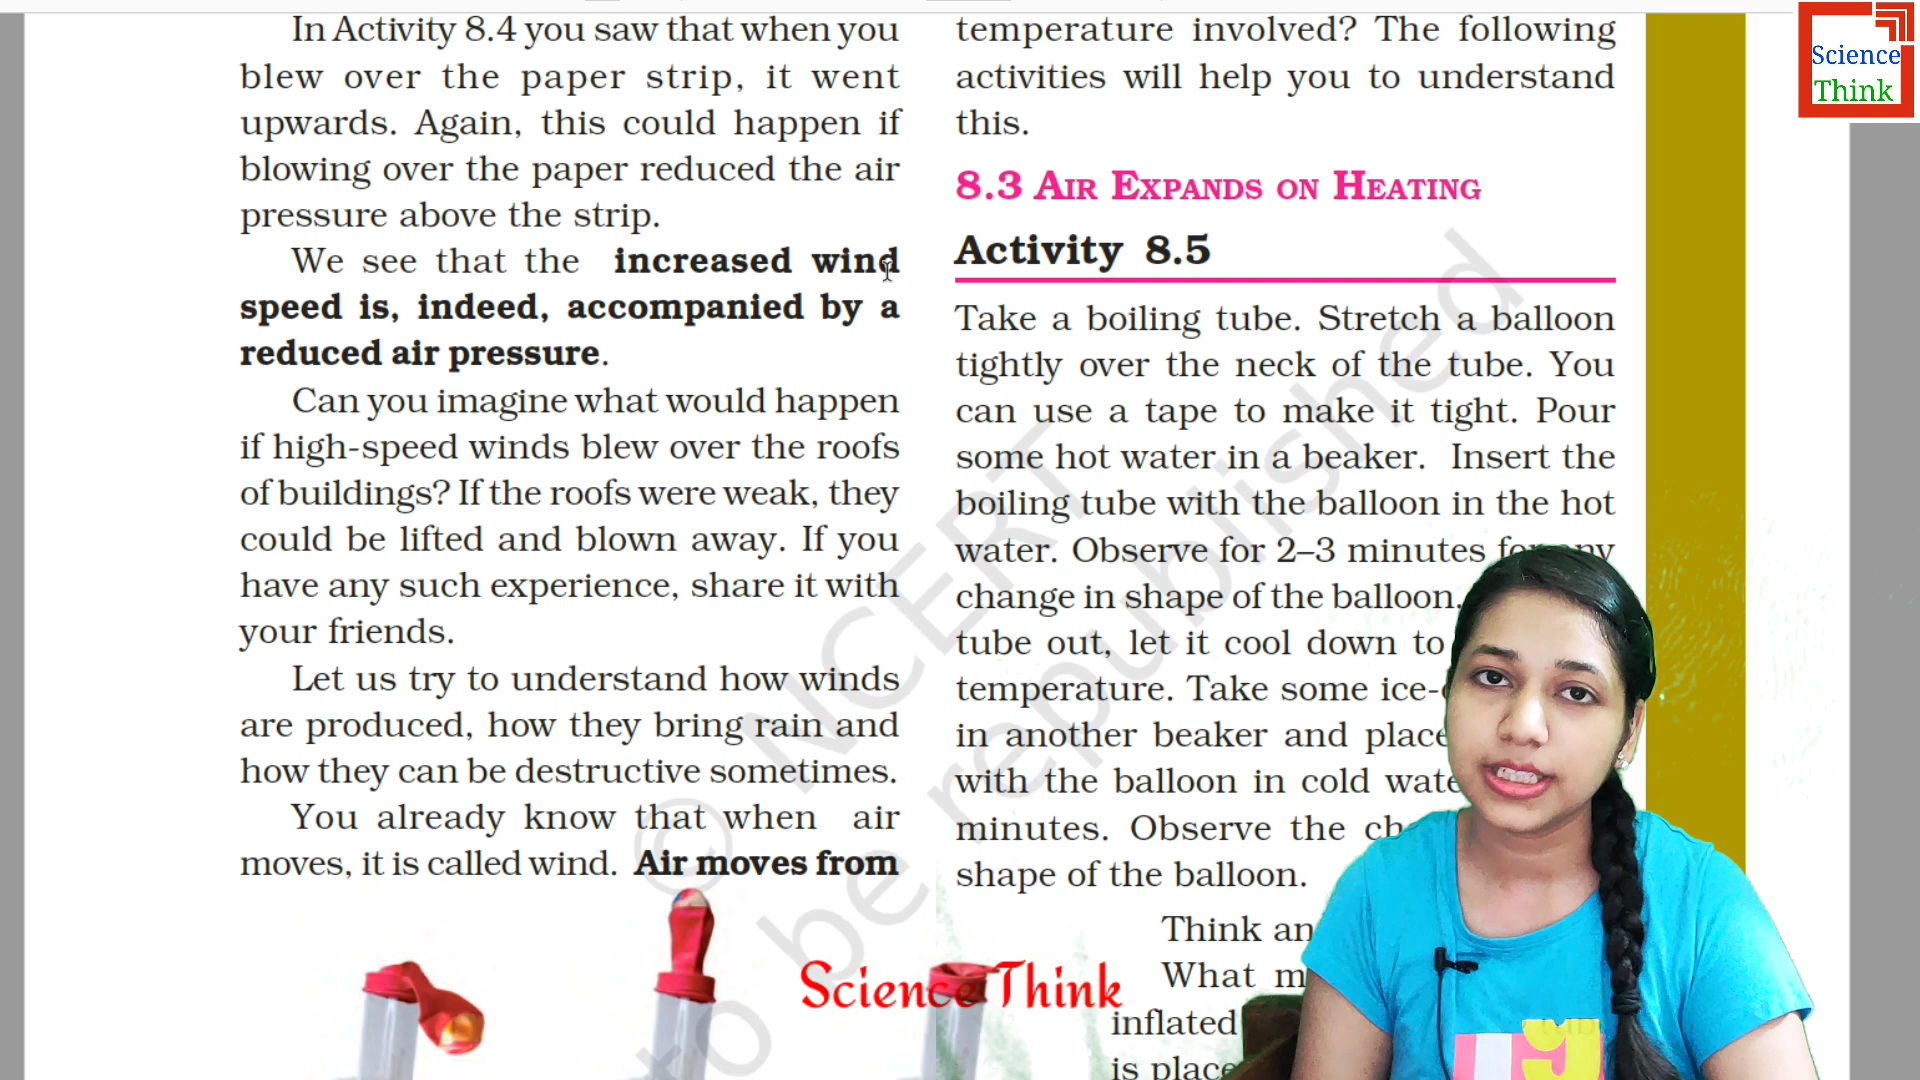 In Activity 8.4 you saw that when you
blew over the paper strip, it went
upwards. Again, this could happen if
blowing over the paper reduced the air
pressure above the strip.
We see that the increased wind
speed is, indeed, accompanied by a
reduced air pressure.
Can you imagine what would happen
if high-speed winds blew over the roofs
of buildings? If the roofs were weak, they
could be lifted and blown away. If you
have any such experience, share it with
your friends.
Let us try to understand how winds
are produced, how they bring rain and
how they can be destructive sometimes.
You already know that when air
moves, it is called wind. Air moves from
temperature involved? The following
activities will help you to understand
this.
8.3 AIR EXPANDS ON HEATING
Activity 8.5
Take a boiling tube. Stretch a balloon
tightly over the neck of the tube. You
can use a tape to make it tight. Pour
some hot water in a beaker. Insert the
boiling tube with the balloon in the hot
water. Observe for 2–3 minutes for any
change in shape of the balloon.
tube out, let it cool down to
temperature. Take some ice-
in another beaker and place
with the balloon in cold
minutes. Observe the
shape of the balloon.
Think
What
inflated
is
© NCERT
to be republished
Science Think
Science
Think